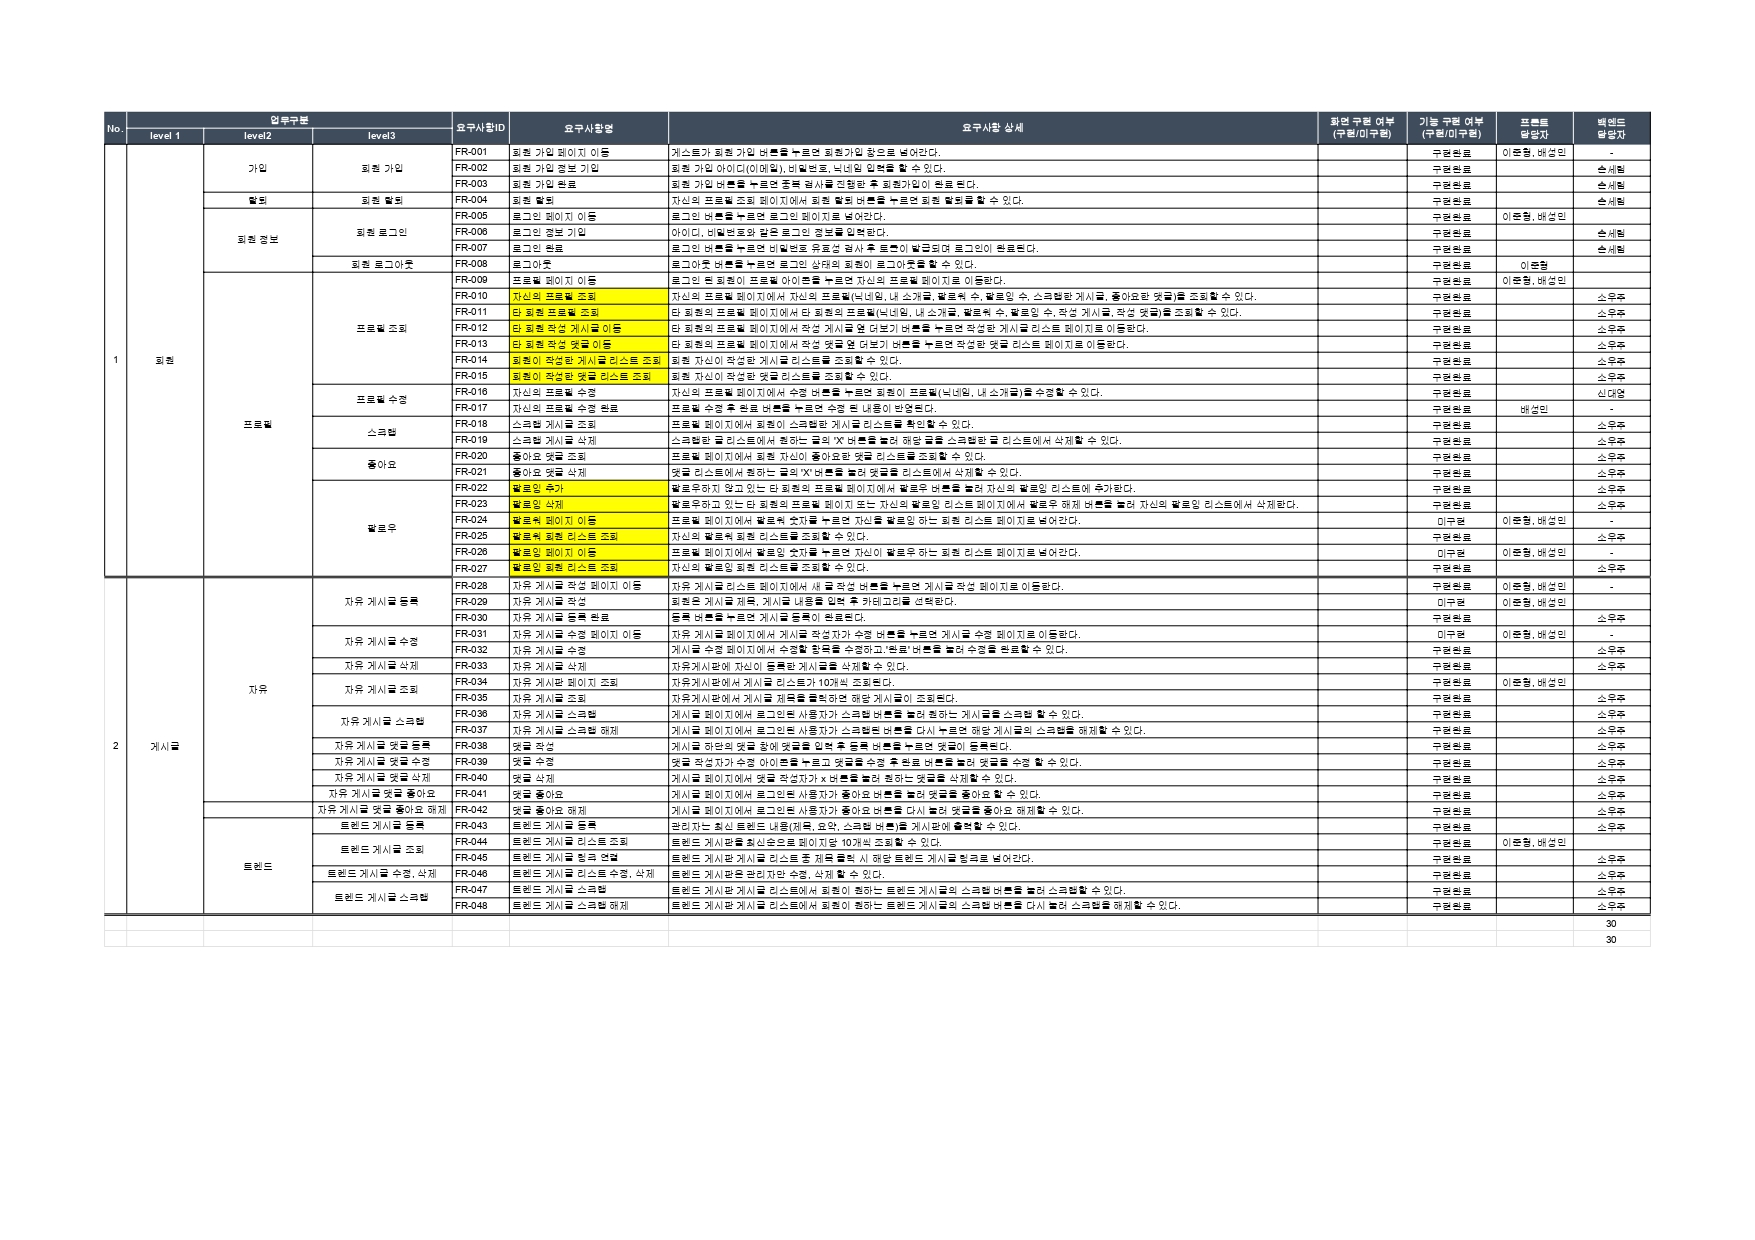 No. 업무구분 요구사항ID 요구사항명 요구사항 상세 화면 구현 여부 (구현/미구현) 기능 구현 여부 (구현/미구현) 프론트 담당자 백엔드 담당자
level 1 level2 level3
1 회원 가입 회원 가입 FR-001 회원 가입 페이지 이동 게스트가 회원 가입 버튼을 누르면 회원가입 창으로 넘어간다. 구현완료 이준형, 배성민 -
FR-002 회원 가입 정보 기입 회원 가입 아이디(이메일), 비밀번호, 닉네임 입력을 할 수 있다. 구현완료 손세림
FR-003 회원 가입 완료 회원 가입 버튼을 누르면 중복 검사를 진행한 후 회원가입이 완료 된다. 구현완료 손세림
탈퇴 회원 탈퇴 FR-004 회원 탈퇴 자신의 프로필 조회 페이지에서 회원 탈퇴 버튼을 누르면 회원 탈퇴를 할 수 있다. 구현완료 손세림
회원 정보 회원 로그인 FR-005 로그인 페이지 이동 로그인 버튼을 누르면 로그인 페이지로 넘어간다. 구현완료 이준형, 배성민
FR-006 로그인 정보 기입 아이디, 비밀번호와 같은 로그인 정보를 입력한다. 구현완료 손세림
FR-007 로그인 완료 로그인 버튼을 누르면 비밀번호 유효성 검사 후 토큰이 발급되며 로그인이 완료된다. 구현완료 손세림
회원 로그아웃 FR-008 로그아웃 로그아웃 버튼을 누르면 로그인 상태의 회원이 로그아웃을 할 수 있다. 구현완료 이준형
프로필 프로필 조회 FR-009 프로필 페이지 이동 로그인 된 회원이 프로필 아이콘을 누르면 자신의 프로필 페이지로 이동한다. 구현완료 이준형, 배성민
FR-010 자신의 프로필 조회 자신의 프로필 페이지에서 자신의 프로필(닉네임, 내 소개글, 팔로워 수, 팔로잉 수, 스크랩한 게시글, 좋아요한 댓글)을 조회할 수 있다. 구현완료 소우주
FR-011 타 회원 프로필 조회 타 회원의 프로필 페이지에서 타 회원의 프로필(닉네임, 내 소개글, 팔로워 수, 팔로잉 수, 작성 게시글, 작성 댓글)을 조회할 수 있다. 구현완료 소우주
FR-012 타 회원 작성 게시글 이동 타 회원의 프로필 페이지에서 작성 게시글 옆 더보기 버튼을 누르면 작성한 게시글 리스트 페이지로 이동한다. 구현완료 소우주
FR-013 타 회원 작성 댓글 이동 타 회원의 프로필 페이지에서 작성 댓글 옆 더보기 버튼을 누르면 작성한 댓글 리스트 페이지로 이동한다. 구현완료 소우주
FR-014 회원이 작성한 게시글 리스트 조회 회원 자신이 작성한 게시글 리스트를 조회할 수 있다. 구현완료 소우주
FR-015 회원이 작성한 댓글 리스트 조회 회원 자신이 작성한 댓글 리스트를 조회할 수 있다. 구현완료 소우주
프로필 수정 FR-016 자신의 프로필 수정 자신의 프로필 페이지에서 수정 버튼을 누르면 회원이 프로필(닉네임, 내 소개글)을 수정할 수 있다. 구현완료 신대영
FR-017 자신의 프로필 수정 완료 프로필 수정 후 완료 버튼을 누르면 수정 된 내용이 반영된다. 구현완료 배성민 -
스크랩 FR-018 스크랩 게시글 조회 프로필 페이지에서 회원이 스크랩한 게시글 리스트를 확인할 수 있다. 구현완료 소우주
FR-019 스크랩 게시글 삭제 스크랩한 글 리스트에서 원하는 글의 'X' 버튼을 눌러 해당 글을 스크랩한 글 리스트에서 삭제할 수 있다. 구현완료 소우주
좋아요 FR-020 좋아요 댓글 조회 프로필 페이지에서 회원 자신이 좋아요한 댓글 리스트를 조회할 수 있다. 구현완료 소우주
FR-021 좋아요 댓글 삭제 댓글 리스트에서 원하는 글의 'X' 버튼을 눌러 댓글을 리스트에서 삭제할 수 있다. 구현완료 소우주
팔로우 FR-022 팔로잉 추가 팔로우하지 않고 있는 타 회원의 프로필 페이지에서 팔로우 버튼을 눌러 자신의 팔로잉 리스트에 추가한다. 구현완료 소우주
FR-023 팔로잉 삭제 팔로우하고 있는 타 회원의 프로필 페이지 또는 자신의 팔로잉 리스트 페이지에서 팔로우 해제 버튼을 눌러 자신의 팔로잉 리스트에서 삭제한다. 구현완료 소우주
FR-024 팔로워 페이지 이동 프로필 페이지에서 팔로워 숫자를 누르면 자신을 팔로잉 하는 회원 리스트 페이지로 넘어간다. 미구현 이준형, 배성민 -
FR-025 팔로워 회원 리스트 조회 자신의 팔로워 회원 리스트를 조회할 수 있다. 구현완료 소우주
FR-026 팔로잉 페이지 이동 프로필 페이지에서 팔로잉 숫자를 누르면 자신이 팔로우 하는 회원 리스트 페이지로 넘어간다. 미구현 이준형, 배성민 -
FR-027 팔로잉 회원 리스트 조회 자신의 팔로잉 회원 리스트를 조회할 수 있다. 구현완료 소우주
2 게시글 자유 자유 게시글 등록 FR-028 자유 게시글 작성 페이지 이동 자유 게시글 리스트 페이지에서 새 글 작성 버튼을 누르면 게시글 작성 페이지로 이동한다. 구현완료 이준형, 배성민 -
FR-029 자유 게시글 작성 회원은 게시글 제목, 게시글 내용을 입력 후 카테고리를 선택한다. 미구현 이준형, 배성민
FR-030 자유 게시글 등록 완료 등록 버튼을 누르면 게시글 등록이 완료된다. 구현완료 소우주
자유 게시글 수정 FR-031 자유 게시글 수정 페이지 이동 자유 게시글 페이지에서 게시글 작성자가 수정 버튼을 누르면 게시글 수정 페이지로 이동한다. 미구현 이준형, 배성민 -
FR-032 자유 게시글 수정 게시글 수정 페이지에서 수정할 항목을 수정하고.'완료' 버튼을 눌러 수정을 완료할 수 있다. 구현완료 소우주
자유 게시글 삭제 FR-033 자유 게시글 삭제 자유게시판에 자신이 등록한 게시글을 삭제할 수 있다. 구현완료 소우주
자유 게시글 조회 FR-034 자유 게시판 페이지 조회 자유게시판에서 게시글 리스트가 10개씩 조회된다. 구현완료 이준형, 배성민
FR-035 자유 게시글 조회 자유게시판에서 게시글 제목을 클릭하면 해당 게시글이 조회된다. 구현완료 소우주
자유 게시글 스크랩 FR-036 자유 게시글 스크랩 게시글 페이지에서 로그인된 사용자가 스크랩 버튼을 눌러 원하는 게시글을 스크랩 할 수 있다. 구현완료 소우주
FR-037 자유 게시글 스크랩 해제 게시글 페이지에서 로그인된 사용자가 스크랩된 버튼을 다시 누르면 해당 게시글의 스크랩을 해제할 수 있다. 구현완료 소우주
자유 게시글 댓글 등록 FR-038 댓글 작성 게시글 하단의 댓글 창에 댓글을 입력 후 등록 버튼을 누르면 댓글이 등록된다. 구현완료 소우주
자유 게시글 댓글 수정 FR-039 댓글 수정 댓글 작성자가 수정 아이콘을 누르고 댓글을 수정 후 완료 버튼을 눌러 댓글을 수정 할 수 있다. 구현완료 소우주
자유 게시글 댓글 삭제 FR-040 댓글 삭제 게시글 페이지에서 댓글 작성자가 x 버튼을 눌러 원하는 댓글을 삭제할 수 있다. 구현완료 소우주
자유 게시글 댓글 좋아요 FR-041 댓글 좋아요 게시글 페이지에서 로그인된 사용자가 좋아요 버튼을 눌러 댓글을 좋아요 할 수 있다. 구현완료 소우주
자유 게시글 댓글 좋아요 해제 FR-042 댓글 좋아요 해제 게시글 페이지에서 로그인된 사용자가 좋아요 버튼을 다시 눌러 댓글을 좋아요 해제할 수 있다. 구현완료 소우주
트렌드 트렌드 게시글 등록 FR-043 트렌드 게시글 등록 관리자는 최신 트렌드 내용(제목, 요약, 스크랩 버튼)을 게시판에 출력할 수 있다. 구현완료 소우주
트렌드 게시글 조회 FR-044 트렌드 게시글 리스트 조회 트렌드 게시판을 최신순으로 페이지당 10개씩 조회할 수 있다. 구현완료 이준형, 배성민
FR-045 트렌드 게시글 링크 연결 트렌드 게시판 게시글 리스트 중 제목 클릭 시 해당 트렌드 게시글 링크로 넘어간다. 구현완료 소우주
트렌드 게시글 수정, 삭제 FR-046 트렌드 게시글 리스트 수정, 삭제 트렌드 게시판은 관리자만 수정, 삭제 할 수 있다. 구현완료 소우주
트렌드 게시글 스크랩 FR-047 트렌드 게시글 스크랩 트렌드 게시판 게시글 리스트에서 회원이 원하는 트렌드 게시글의 스크랩 버튼을 눌러 스크랩할 수 있다. 구현완료 소우주
FR-048 트렌드 게시글 스크랩 해제 트렌드 게시판 게시글 리스트에서 회원이 원하는 트렌드 게시글의 스크랩 버튼을 다시 눌러 스크랩을 해제할 수 있다. 구현완료 소우주
30
30